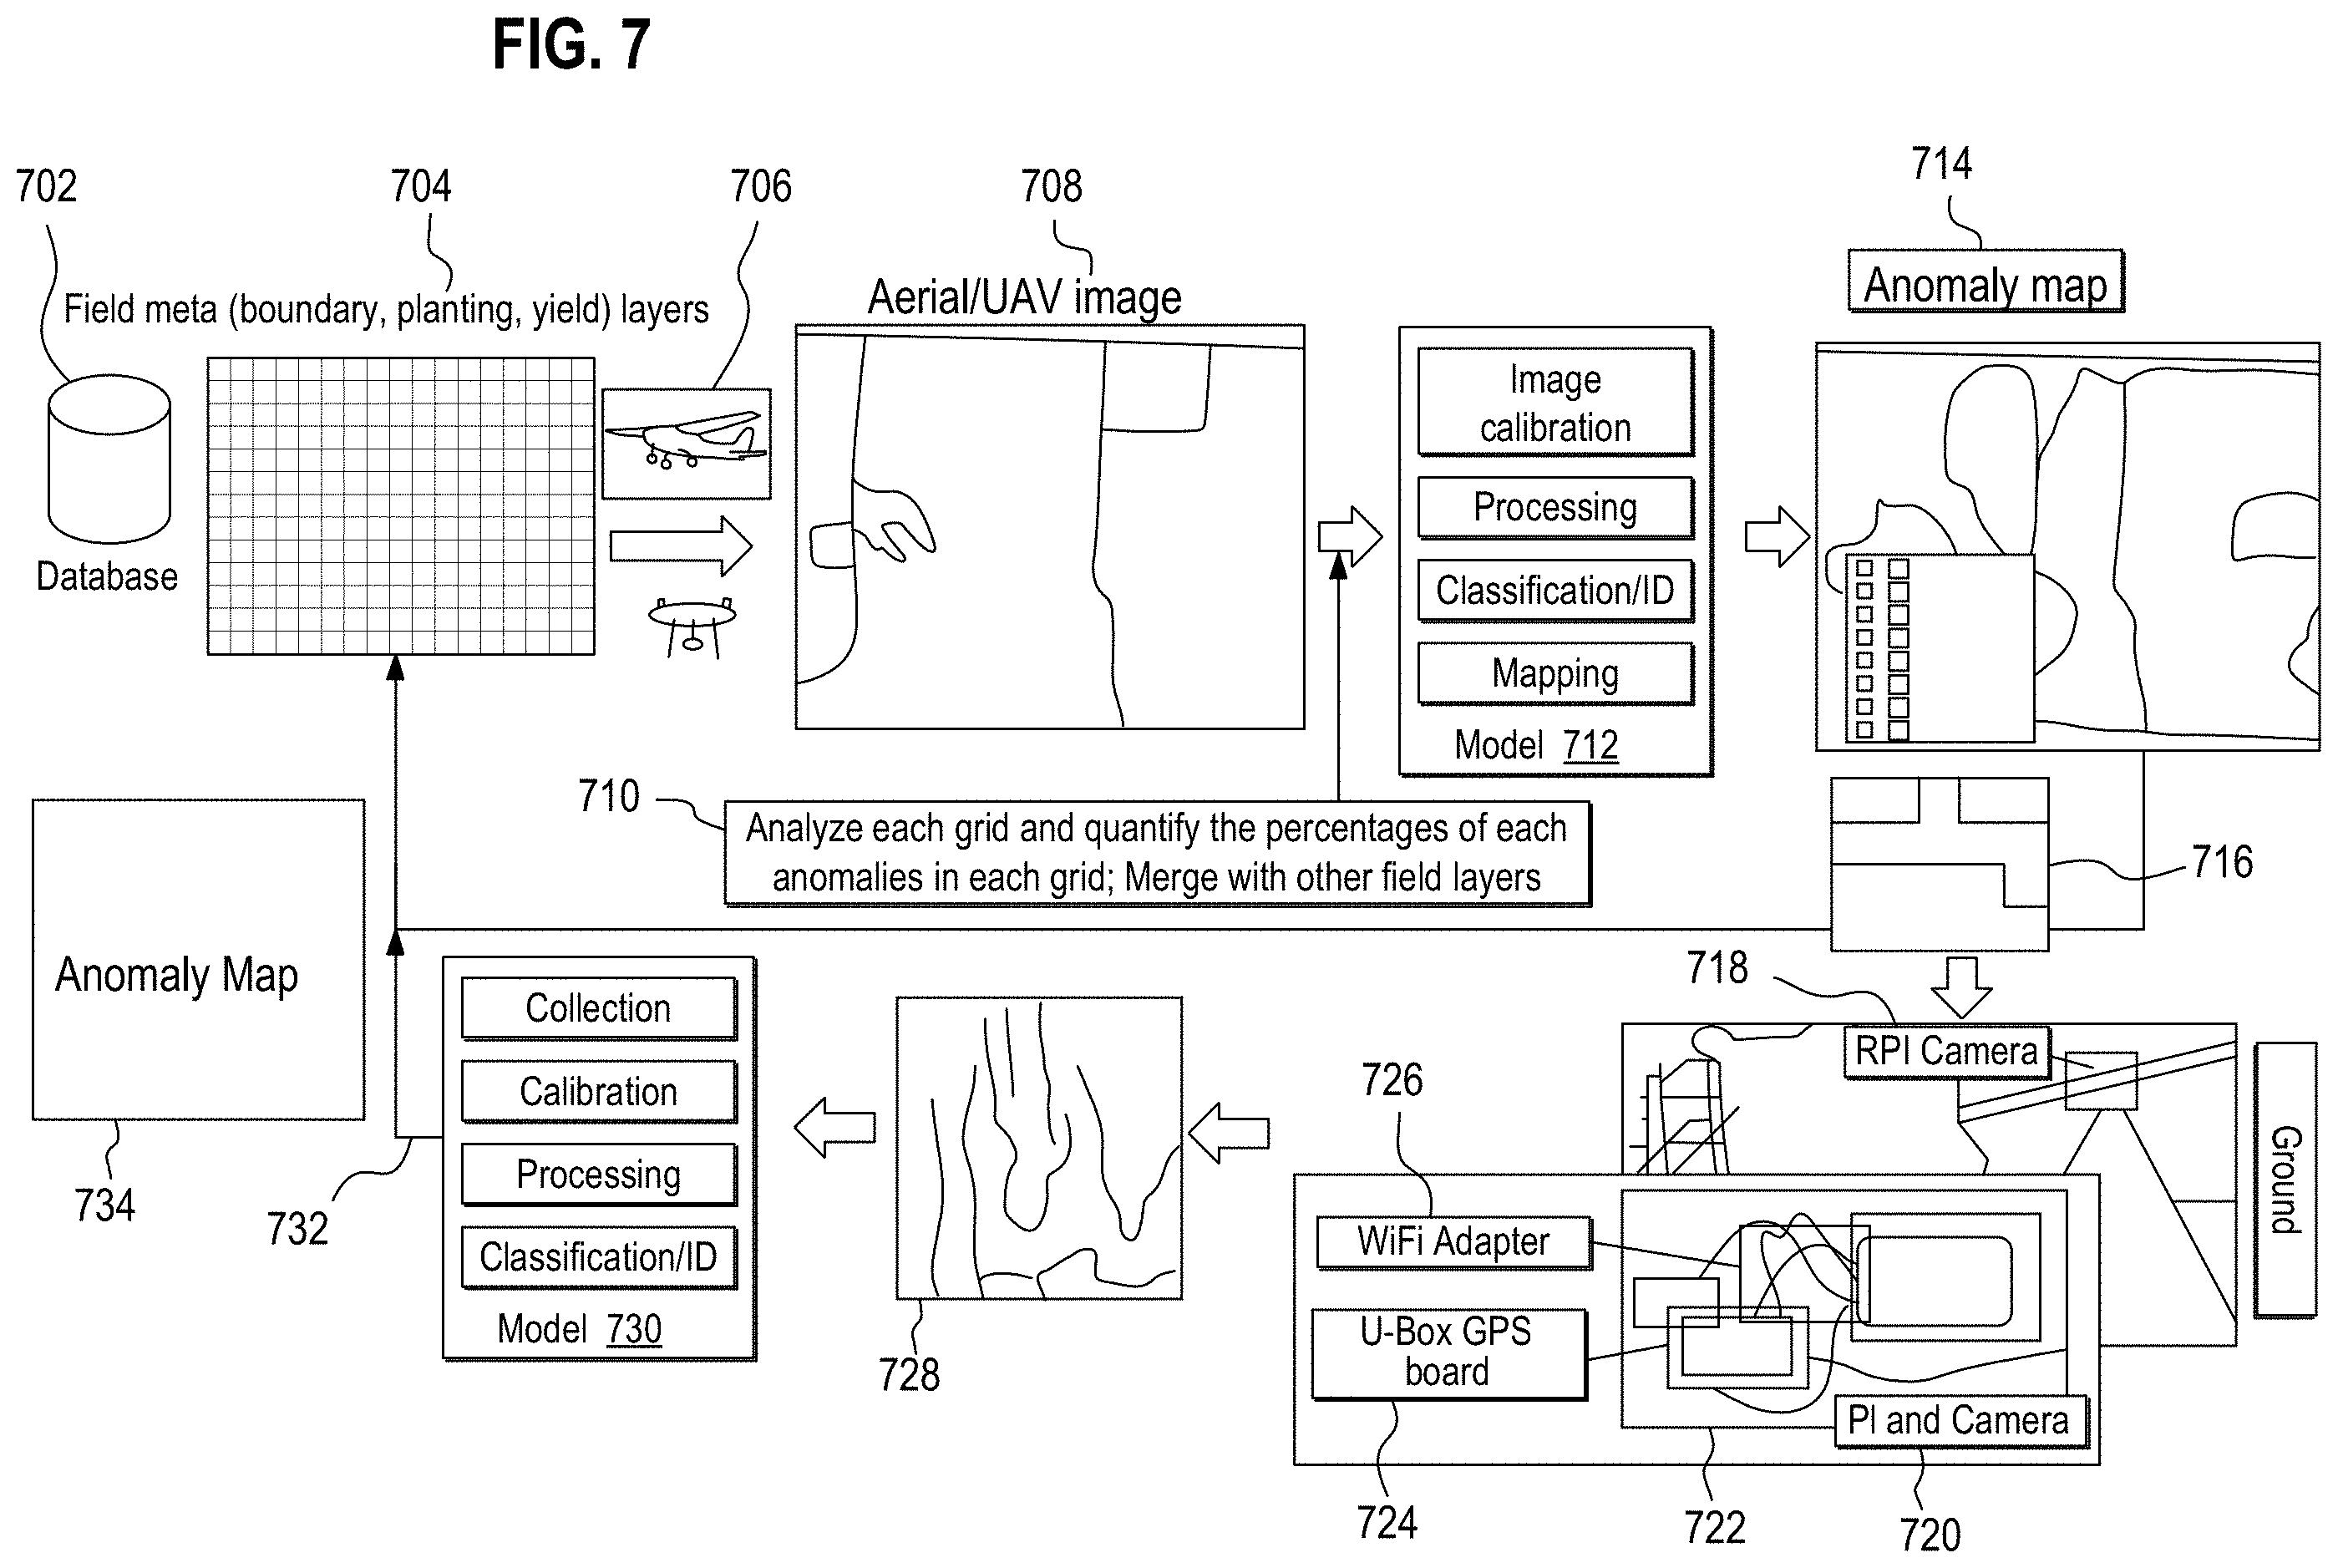 FIG. 7
702
704
706
708
714
Field meta (boundary, planting, yield) layers
Aerial/UAV image
Anomaly map
Database
Image
calibration
Processing
Classification/ID
Mapping
Model 712
710
Analyze each grid and quantify the percentages of each
anomalies in each grid; Merge with other field layers
716
Anomaly Map
734
732
Collection
Calibration
Processing
Classification/ID
Model 730
728
718
RPI Camera
Ground
726
WiFi Adapter
U-Box GPS
board
PI and Camera
724
722
720